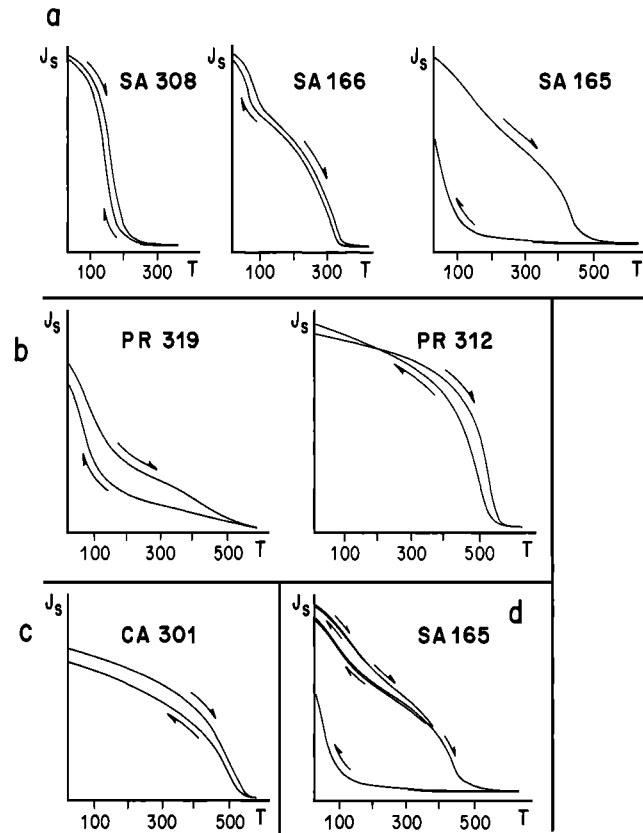 a
Js SA 308
100 300 T
Js SA 166
100 300
Js SA 165
100 300 500 T
b
Js PR 319
100 300 500 T
Js PR 312
100 300 500 T
c
Js CA 301
100 300 500
d
Js SA 165
100 300 500 T